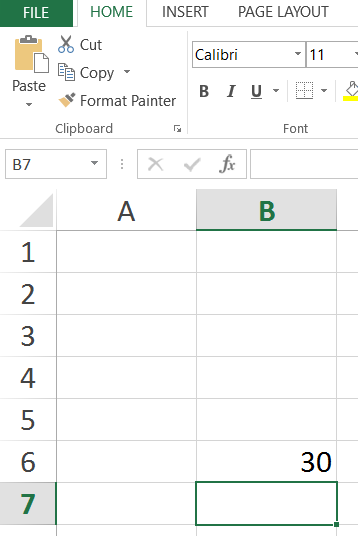 FILE HOME INSERT PAGE LAYOUT
Cut
Copy
Format Painter
Paste
Clipboard
Calibri 11
B I U
Font
B7 fx
A B
1
2
3
4
5
6 30
7